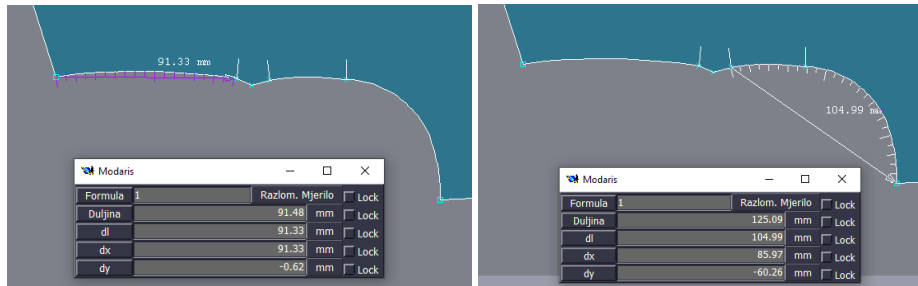 91.33 mm
Modaris
Formula 1 Razlom. Mjerilo Lock
Duljina 91.48 mm Lock
dl 91.33 mm Lock
dx 91.33 mm Lock
dy -0.62 mm Lock
104.99 mm
Modaris
Formula 1 Razlom. Mjerilo Lock
Duljina 125.09 mm Lock
dl 104.99 mm Lock
dx 85.97 mm Lock
dy -60.26 mm Lock